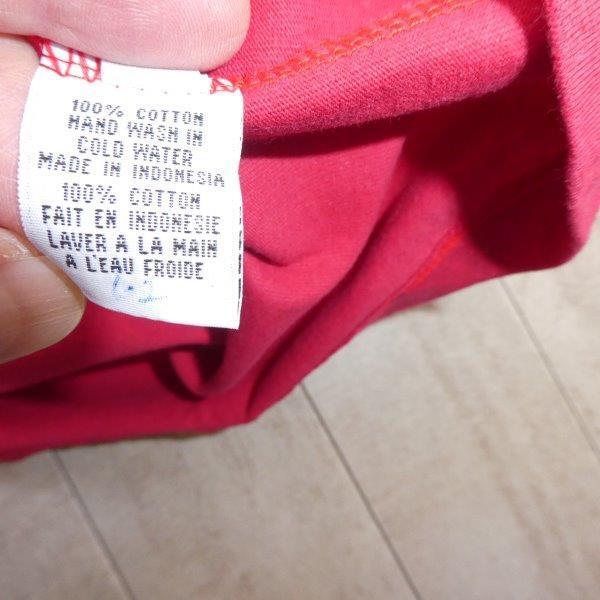 100% COTTON
HAND WASH IN
COLD WATER
MADE IN INDONESIA
100% COTTON
FAIT EN INDONESIE
LAVER A LA MAIN
A L'EAU FROIDE